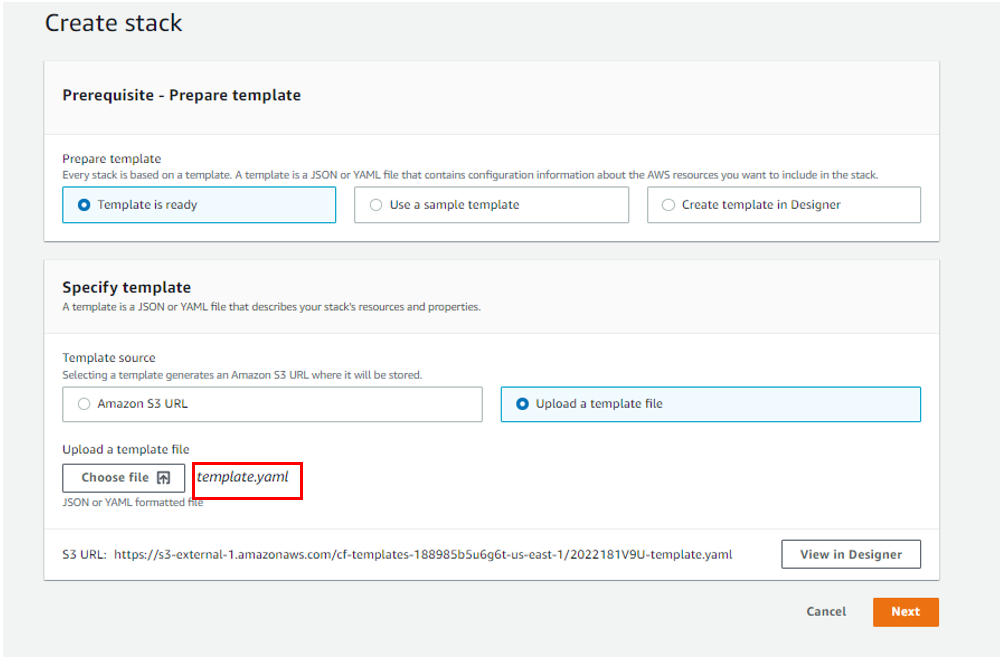 Create stack
Prerequisite - Prepare template
Prepare template
Every stack is based on a template. A template is a JSON or YAML file that contains configuration information about the AWS resources you want to include in the stack.
Template is ready
Use a sample template
Create template in Designer
Specify template
A template is a JSON or YAML file that describes your stack's resources and properties.
Template source
Selecting a template generates an Amazon S3 URL where it will be stored.
Amazon S3 URL
Upload a template file
Upload a template file
Choose file
template.yaml
JSON or YAML formatted file
S3 URL: https://s3-external-1.amazonaws.com/cf-templates-188985b5u6g6t-us-east-1/2022181V9U-template.yaml
View in Designer
Cancel
Next